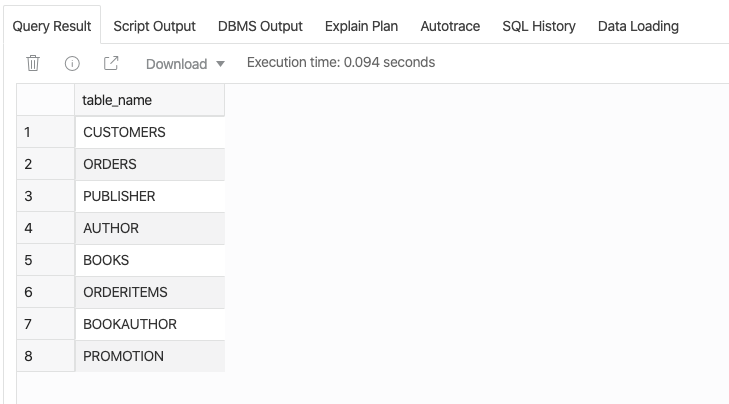 Query Result Script Output DBMS Output Explain Plan Autotrace SQL History Data Loading
Download Execution time: 0.094 seconds
table_name
1 CUSTOMERS
2 ORDERS
3 PUBLISHER
4 AUTHOR
5 BOOKS
6 ORDERITEMS
7 BOOKAUTHOR
8 PROMOTION